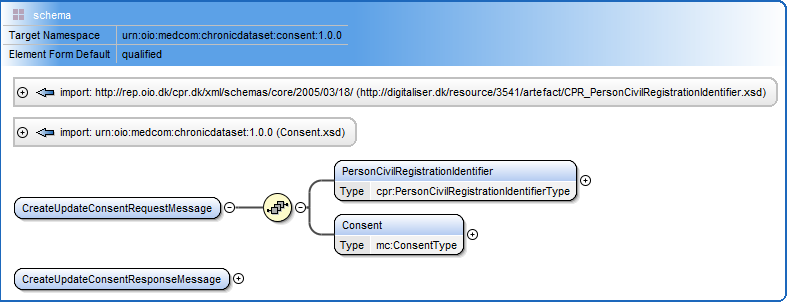 schema
Target Namespace urn:oio:medcom:chronicdataset:consent:1.0.0
Element Form Default qualified
import: http://rep.oio.dk/cpr.dk/xml/schemas/core/2005/03/18/ (http://digitaliser.dk/resource/3541/artefact/CPR_PersonCivilRegistrationIdentifier.xsd)
import: urn:oio:medcom:chronicdataset:1.0.0 (Consent.xsd)
PersonCivilRegistrationIdentifier
Type cpr:PersonCivilRegistrationIdentifierType
CreateUpdateConsentRequestMessage
Consent
Type mc:ConsentType
CreateUpdateConsentResponseMessage